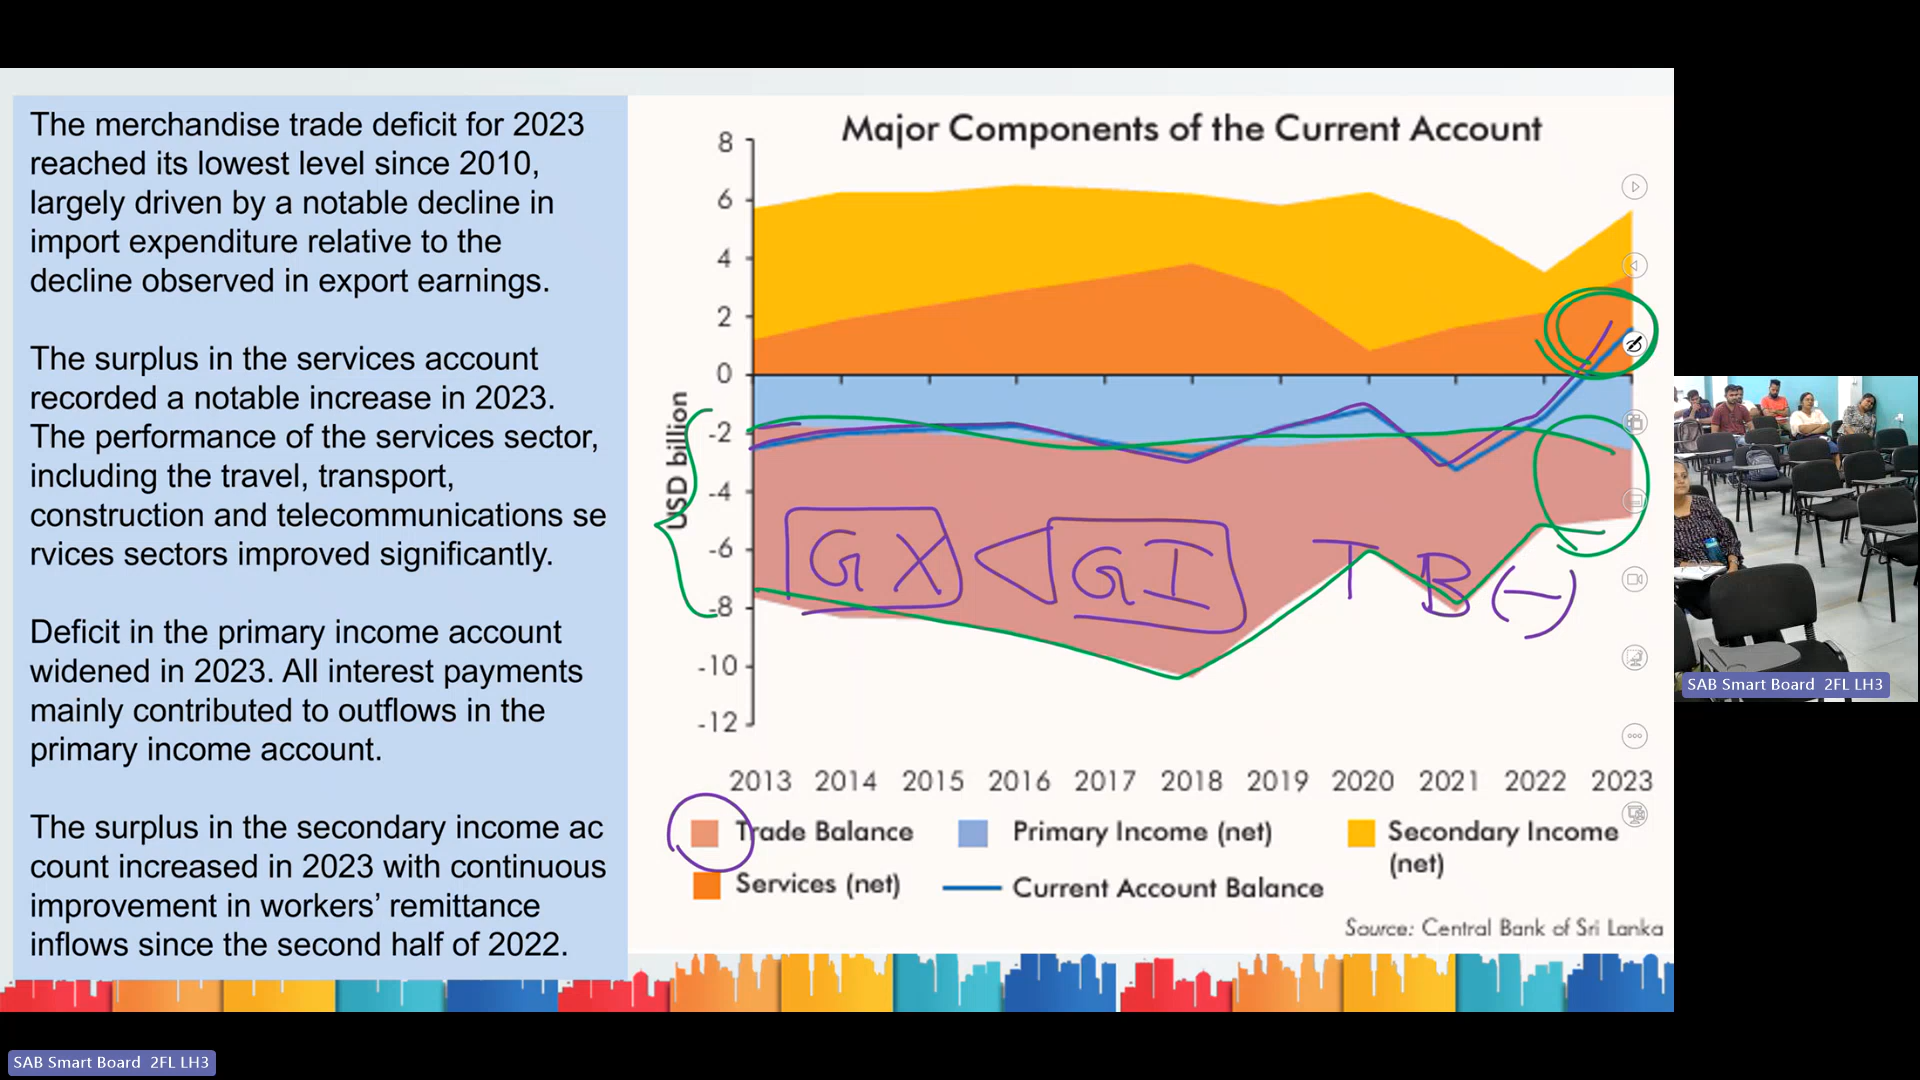 The merchandise trade deficit for 2023
reached its lowest level since 2010,
largely driven by a notable decline in
import expenditure relative to the
decline observed in export earnings.
The surplus in the services account
recorded a notable increase in 2023.
The performance of the services sector,
including the travel, transport,
construction and telecommunications se
rvices sectors improved significantly.
Deficit in the primary income account
widened in 2023. All interest payments
mainly contributed to outflows in the
primary income account.
The surplus in the secondary income ac
count increased in 2023 with continuous
improvement in workers’ remittance
inflows since the second half of 2022.
Major Components of the Current Account
8
6
4
2
0
-2
-4
-6
-8
-10
-12
USD billion
GX < GI TB (-)
2013 2014 2015 2016 2017 2018 2019 2020 2021 2022 2023
Trade Balance Primary Income (net) Secondary Income
(net)
Services (net) Current Account Balance
Source: Central Bank of Sri Lanka
SAB Smart Board 2FL LH3
SAB Smart Board 2FL LH3